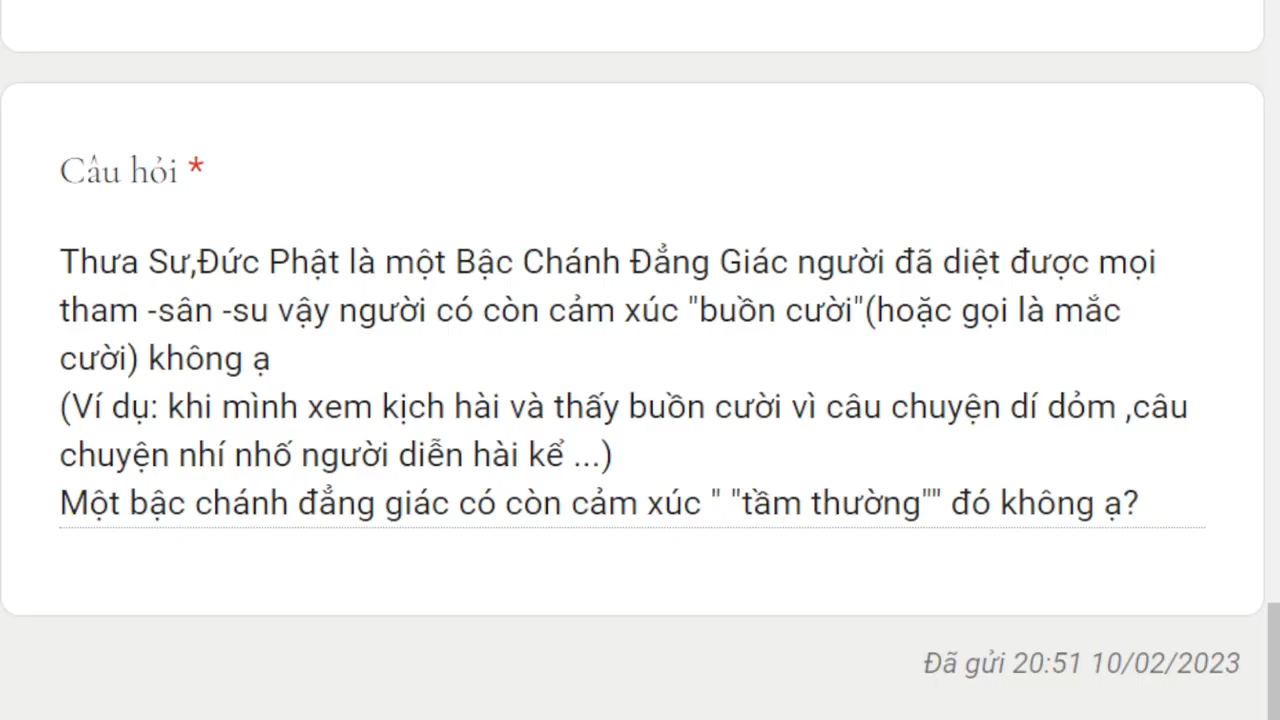 Câu hỏi *
Thưa Sư,Đức Phật là một Bậc Chánh Đẳng Giác người đã diệt được mọi
tham -sân -su vậy người có còn cảm xúc "buồn cười"(hoặc gọi là mắc
cười) không ạ
(Ví dụ: khi mình xem kịch hài và thấy buồn cười vì câu chuyện dí dỏm ,câu
chuyện nhí nhố người diễn hài kể ...)
Một bậc chánh đẳng giác có còn cảm xúc " "tầm thường"" đó không ạ?
Đã gửi 20:51 10/02/2023